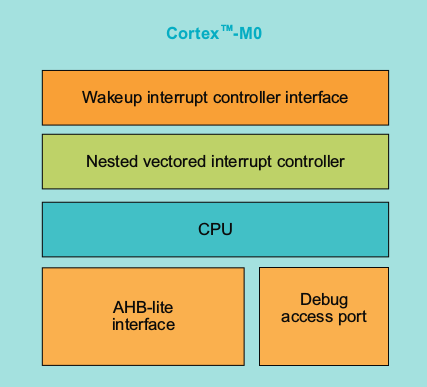 Cortex™-M0
Wakeup interrupt controller interface
Nested vectored interrupt controller
CPU
AHB-lite
interface
Debug
access port